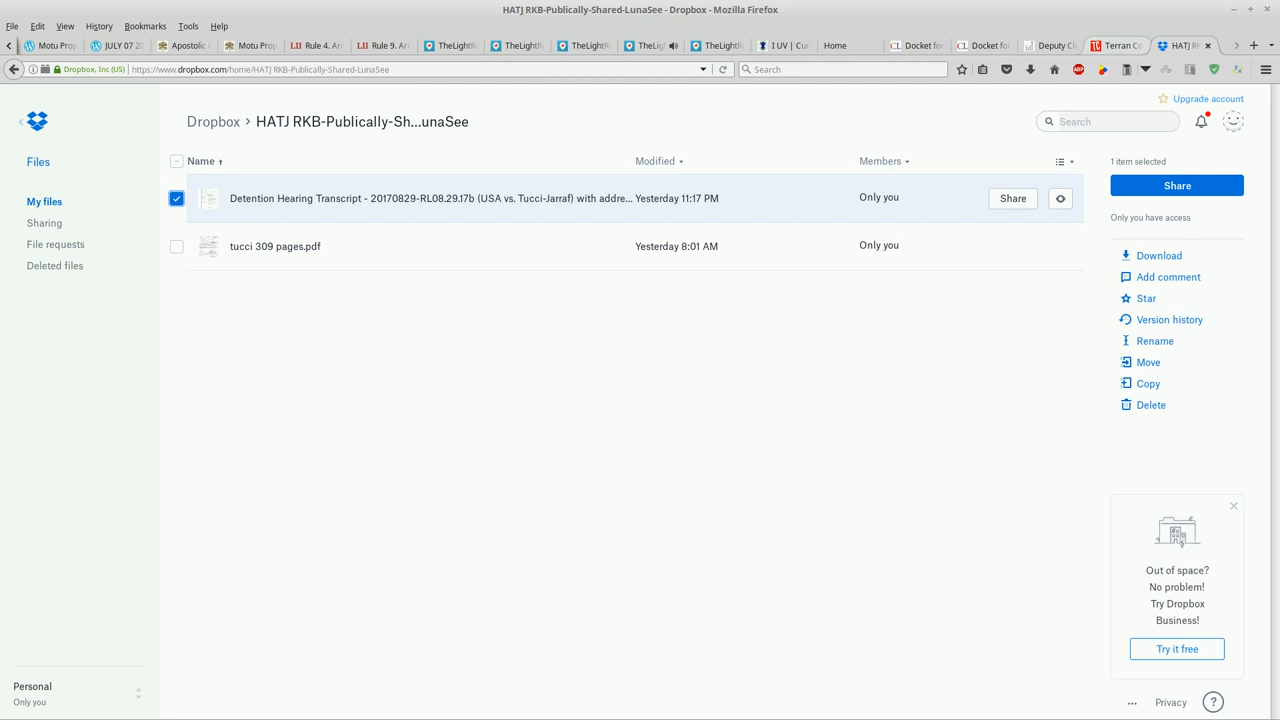 HATJ RKB-Publically-Shared-LunaSee - Dropbox - Mozilla Firefox
File Edit View History Bookmarks Tools Help
Motu Prop JULY 07 20 Apostolic Motu Prop Rule 4. Arr Rule 9. Arr TheLightR TheLightR TheLightR TheLig TheLightR I UV | Cur Home Docket for Docket for Deputy Cl Terran Co HATJ R
Dropbox, Inc (US) https://www.dropbox.com/home/HATJ RKB-Publically-Shared-LunaSee Search
Upgrade account
Dropbox › HATJ RKB-Publically-Sh...unaSee Search
Files
My files
Sharing
File requests
Deleted files
Name Modified Members
Detention Hearing Transcript - 20170829-RL08.29.17b (USA vs. Tucci-Jarraf) with addre... Yesterday 11:17 PM Only you Share
tucci 309 pages.pdf Yesterday 8:01 AM Only you
1 item selected
Share
Only you have access
Download
Add comment
Star
Version history
Rename
Move
Copy
Delete
Out of space?
No problem!
Try Dropbox
Business!
Try it free
Personal
Only you
... Privacy ?